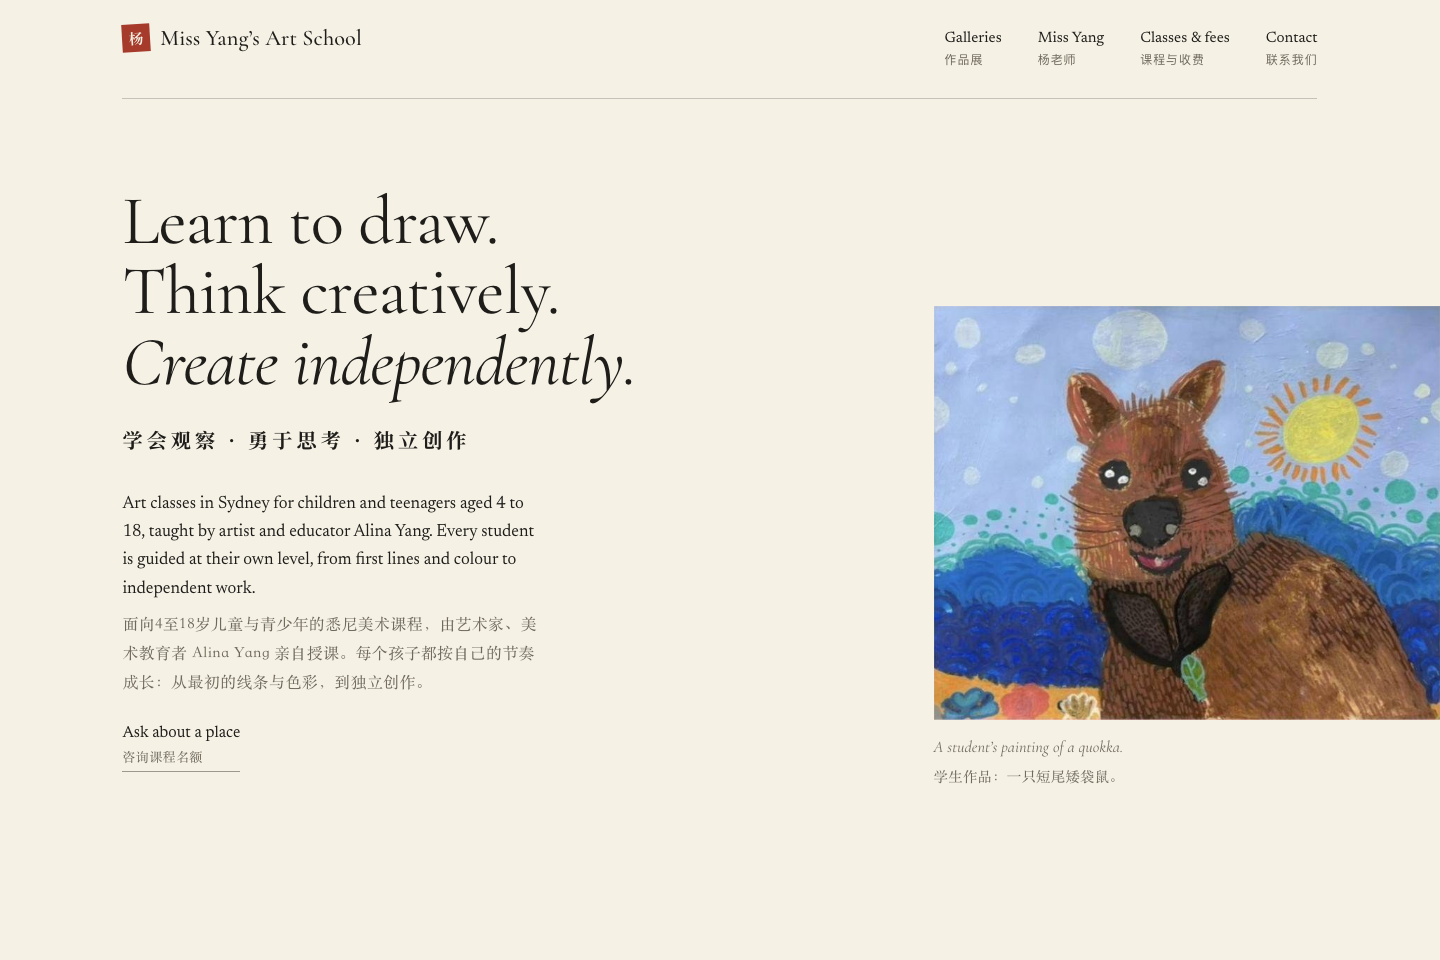 杨 Miss Yang’s Art School
Galleries
作品展
Miss Yang
杨老师
Classes & fees
课程与收费
Contact
联系我们
Learn to draw.
Think creatively.
Create independently.
学会观察 · 勇于思考 · 独立创作
Art classes in Sydney for children and teenagers aged 4 to
18, taught by artist and educator Alina Yang. Every student
is guided at their own level, from first lines and colour to
independent work.
面向4至18岁儿童与青少年的悉尼美术课程，由艺术家、美
术教育者 Alina Yang 亲自授课。每个孩子都按自己的节奏
成长：从最初的线条与色彩，到独立创作。
Ask about a place
咨询课程名额
A student’s painting of a quokka.
学生作品：一只短尾矮袋鼠。